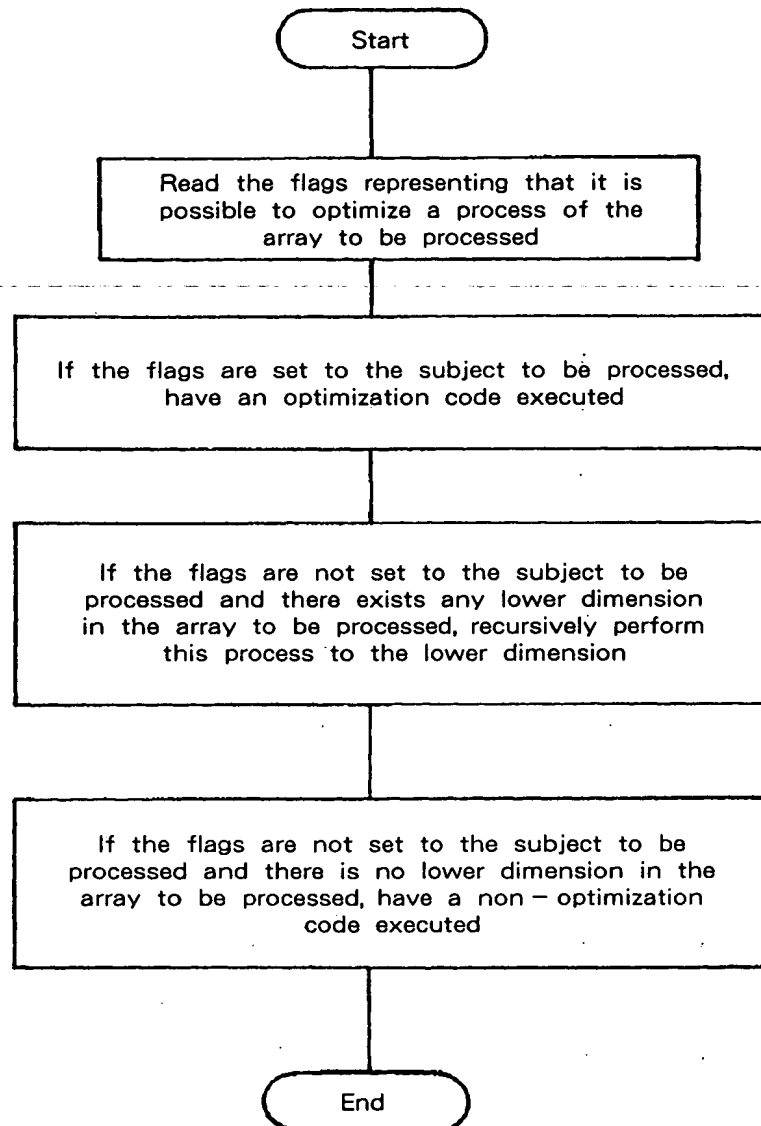 Start
Read the flags representing that it is
possible to optimize a process of the
array to be processed
If the flags are set to the subject to be processed,
have an optimization code executed
If the flags are not set to the subject to be
processed and there exists any lower dimension
in the array to be processed, recursively perform
this process to the lower dimension
If the flags are not set to the subject to be
processed and there is no lower dimension in the
array to be processed, have a non – optimization
code executed
End